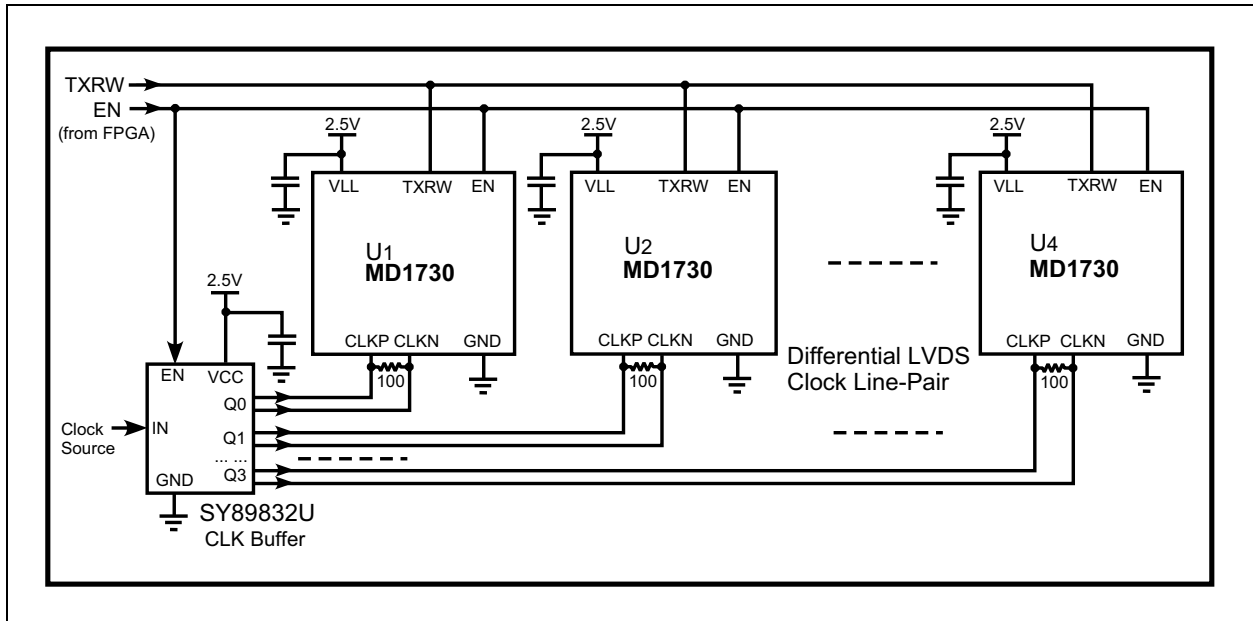 TXRW
EN
(from FPGA)
2.5V
2.5V
2.5V
VLL TXRW EN
VLL TXRW EN
VLL TXRW EN
U1
MD1730
U2
MD1730
U4
MD1730
2.5V
CLKP CLKN GND
100
CLKP CLKN GND
100
CLKP CLKN GND
100
Differential LVDS
Clock Line-Pair
EN VCC
Q0
Clock
Source
IN
Q1
... ...
Q3
GND
SY89832U
CLK Buffer